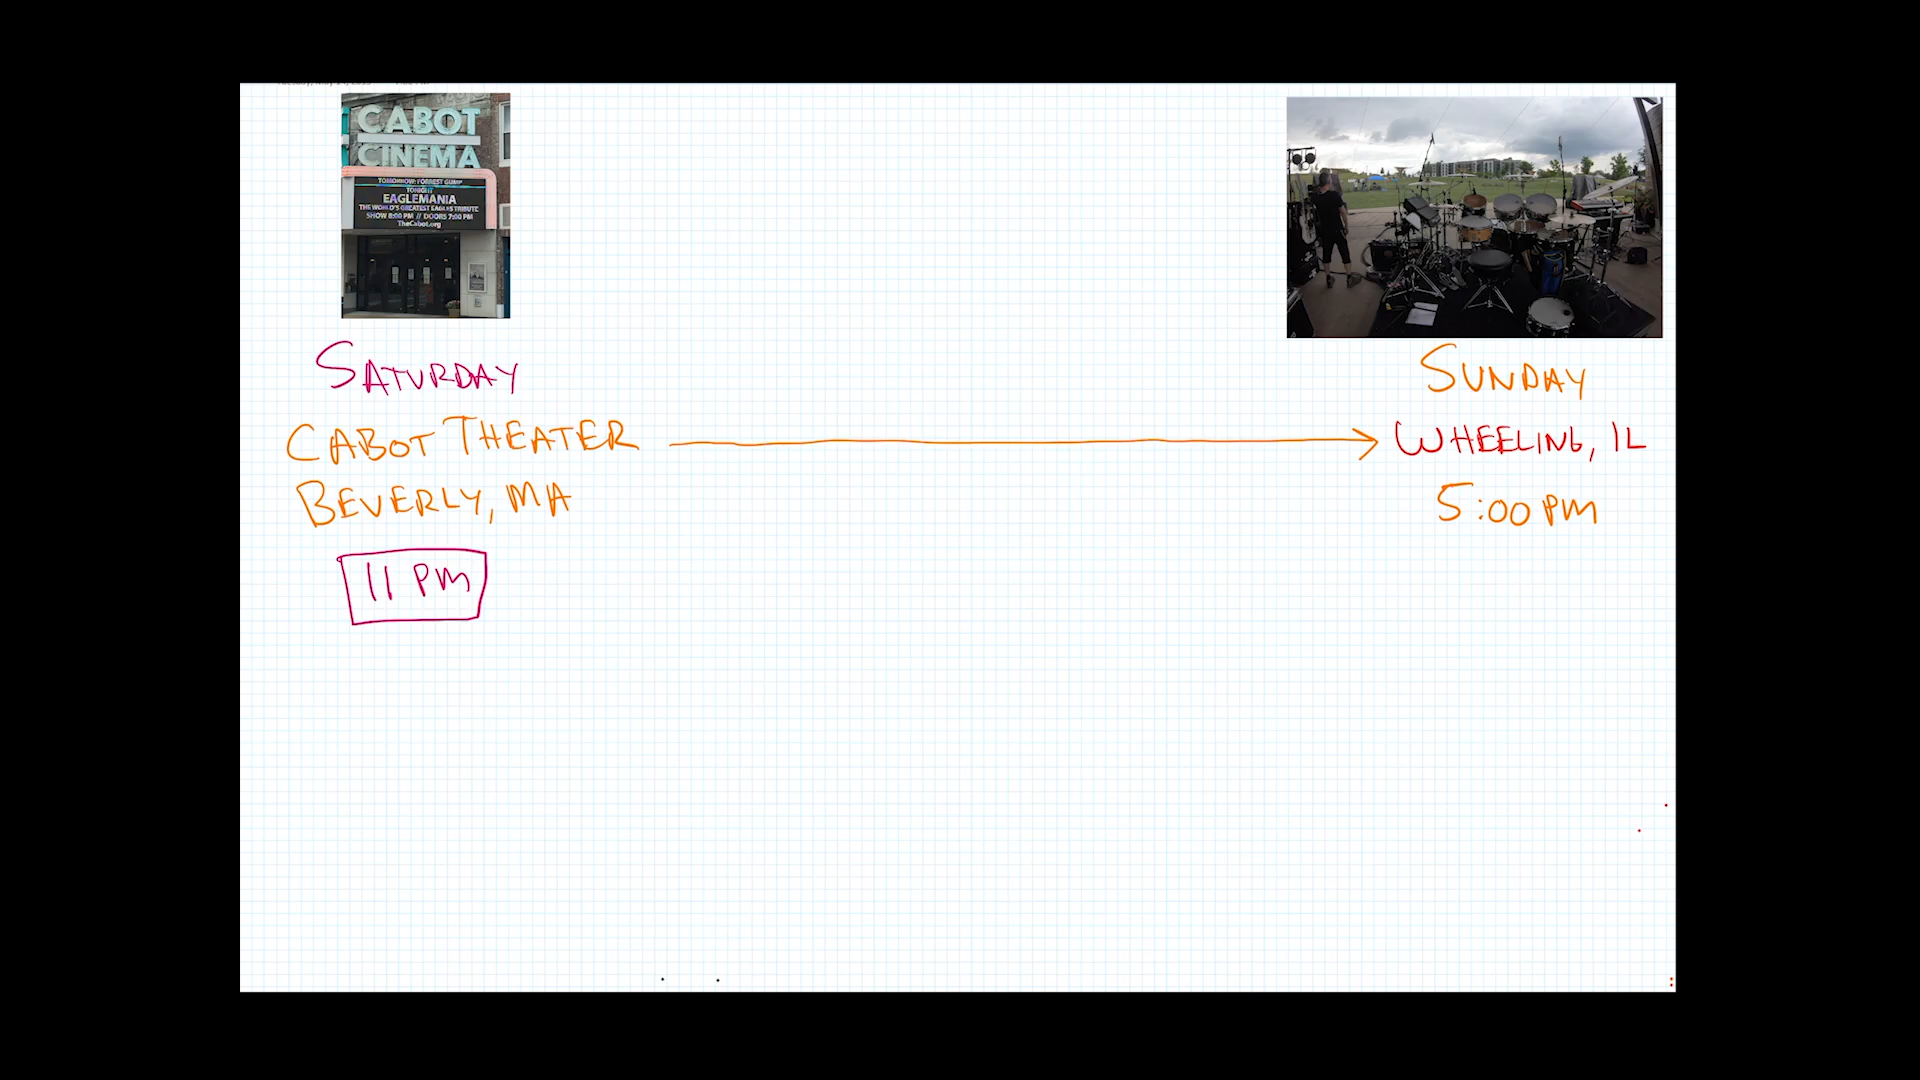 CABOT
CINEMA
TOMORROW: FORREST GUMP
TONIGHT
EAGLEMANIA
THE WORLD'S GREATEST EAGLES TRIBUTE
SHOW 8:00 PM // DOORS 7:00 PM
TheCabot.org
SATURDAY
CABOT THEATER
BEVERLY, MA
11 PM
SUNDAY
WHEELING, IL
5:00 PM